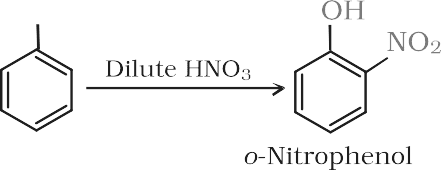 OH
NO₂
Dilute HNO₃
o-Nitrophenol